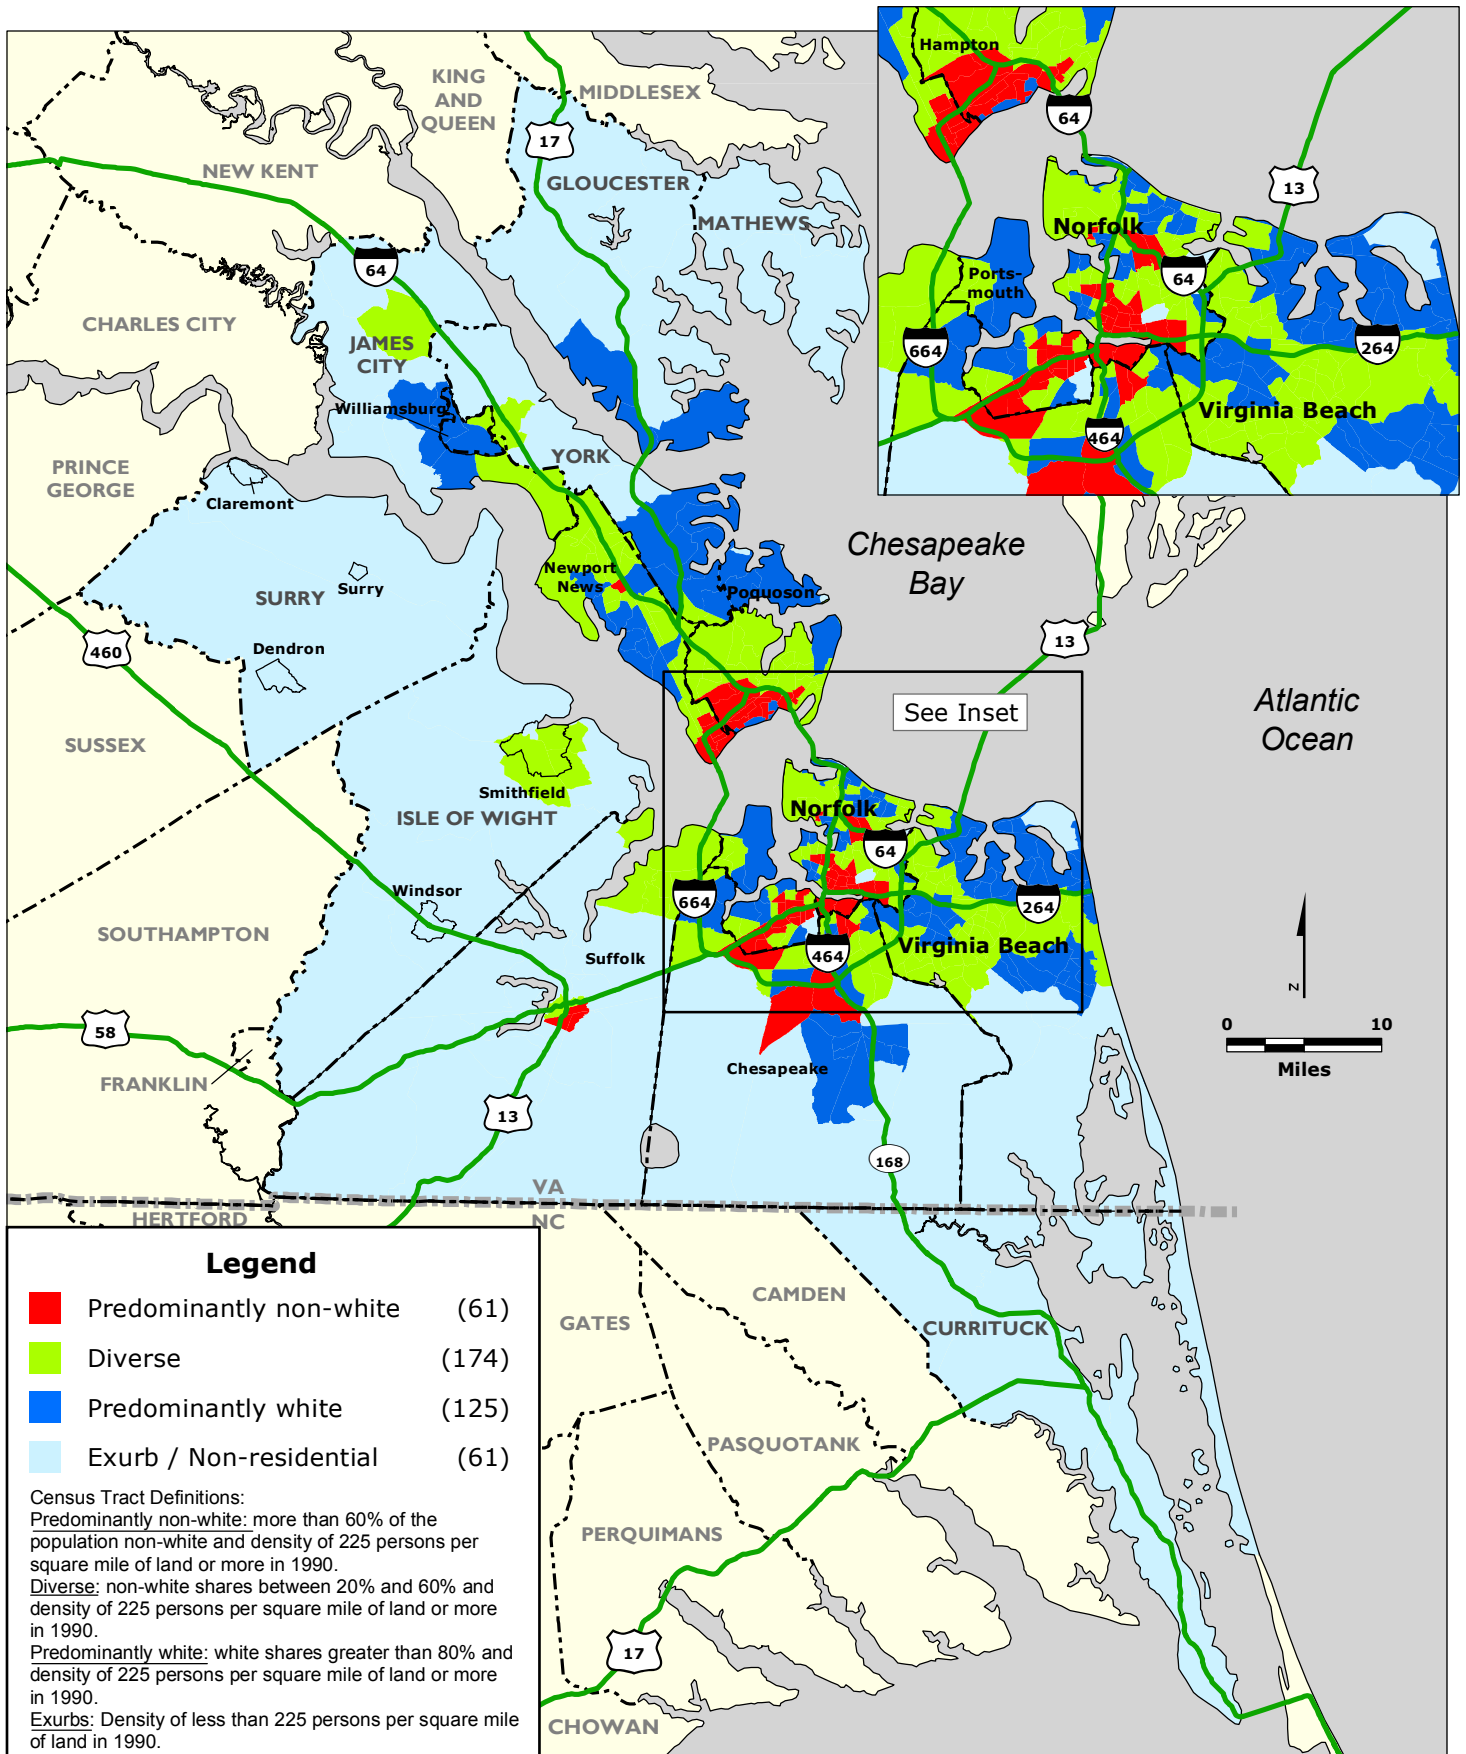 Hampton
64
13
Norfolk
Ports-
mouth
64
664
264
Virginia Beach
464
KING
AND
QUEEN
MIDDLESEX
17
NEW KENT
GLOUCESTER
MATHEWS
64
CHARLES CITY
JAMES
CITY
Williamsburg
YORK
PRINCE
GEORGE
Claremont
Chesapeake
Bay
Newport
News
Surry
SURRY
Poquoson
460
13
Dendron
Atlantic
Ocean
See Inset
SUSSEX
Smithfield
Norfolk
ISLE OF WIGHT
64
Windsor
664
264
SOUTHAMPTON
Suffolk
464
Virginia Beach
N
58
0 10
Miles
FRANKLIN
Chesapeake
13
168
VA
NC
HERTFORD
Legend
Predominantly non-white (61)
Diverse (174)
Predominantly white (125)
Exurb / Non-residential (61)
Census Tract Definitions:
Predominantly non-white: more than 60% of the
population non-white and density of 225 persons per
square mile of land or more in 1990.
Diverse: non-white shares between 20% and 60% and
density of 225 persons per square mile of land or more
in 1990.
Predominantly white: white shares greater than 80% and
density of 225 persons per square mile of land or more
in 1990.
Exurbs: Density of less than 225 persons per square mile
of land in 1990.
CAMDEN
GATES
CURRITUCK
PASQUOTANK
PERQUIMANS
17
CHOWAN